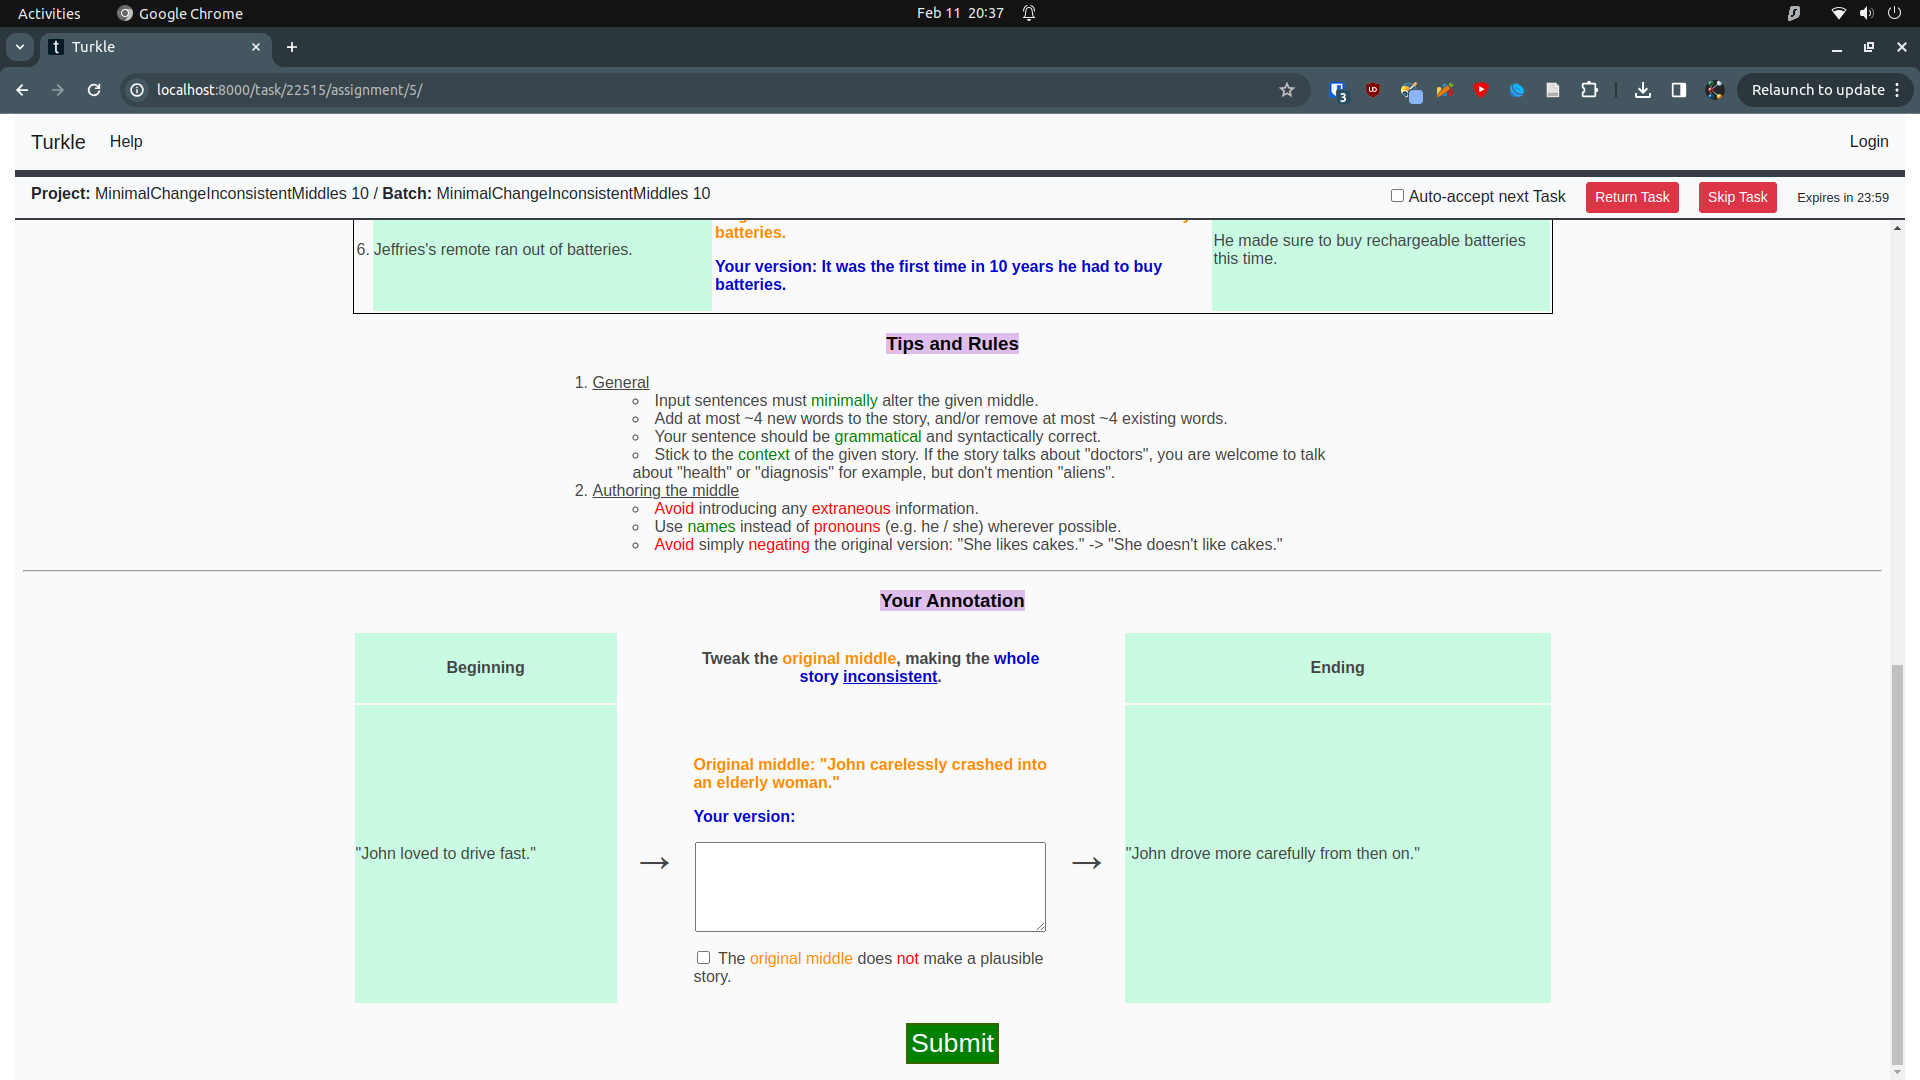 Activities Google Chrome Feb 11 20:37
Turkle
localhost:8000/task/22515/assignment/5/ 3 Relaunch to update
Turkle Help Login
Project: MinimalChangeInconsistentMiddles 10 / Batch: MinimalChangeInconsistentMiddles 10 Auto-accept next Task Return Task Skip Task Expires in 23:59
batteries.
6. Jeffries's remote ran out of batteries.
Your version: It was the first time in 10 years he had to buy
batteries.
He made sure to buy rechargeable batteries
this time.
Tips and Rules
1. General
Input sentences must minimally alter the given middle.
Add at most ~4 new words to the story, and/or remove at most ~4 existing words.
Your sentence should be grammatical and syntactically correct.
Stick to the context of the given story. If the story talks about "doctors", you are welcome to talk
about "health" or "diagnosis" for example, but don't mention "aliens".
2. Authoring the middle
Avoid introducing any extraneous information.
Use names instead of pronouns (e.g. he / she) wherever possible.
Avoid simply negating the original version: "She likes cakes." -> "She doesn't like cakes."
Your Annotation
Beginning
Tweak the original middle, making the whole
story inconsistent.
Ending
"John loved to drive fast."
→
Original middle: "John carelessly crashed into
an elderly woman."
Your version:
The original middle does not make a plausible
story.
→
"John drove more carefully from then on."
Submit